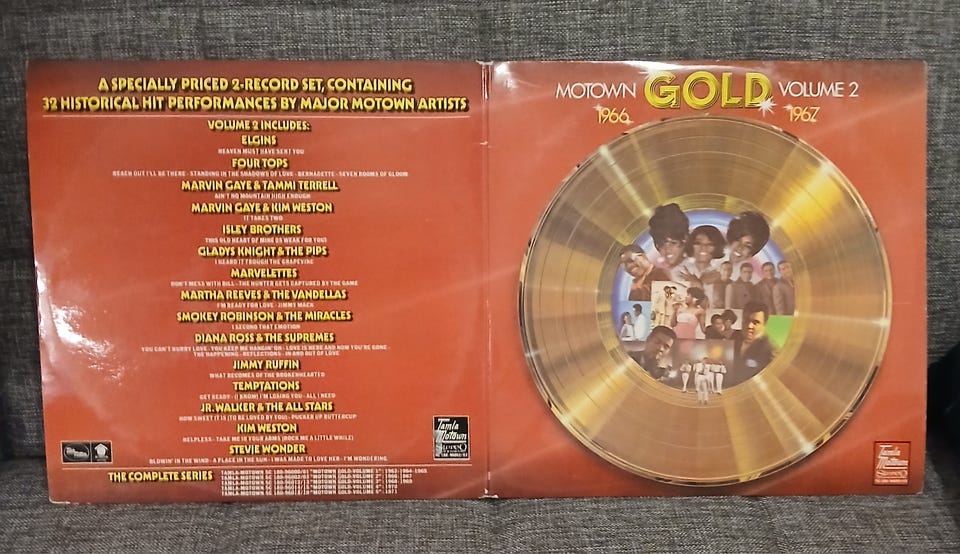 A SPECIALLY PRICED 2-RECORD SET, CONTAINING
32 HISTORICAL HIT PERFORMANCES BY MAJOR MOTOWN ARTISTS
VOLUME 2 INCLUDES:
ELGINS
HEAVEN MUST HAVE SENT YOU
FOUR TOPS
REACH OUT I'LL BE THERE - STANDING IN THE SHADOWS OF LOVE - BERNADETTE - SEVEN ROOMS OF GLOOM
MARVIN GAYE & TAMMI TERRELL
AIN'T NO MOUNTAIN HIGH ENOUGH
MARVIN GAYE & KIM WESTON
IT TAKES TWO
ISLEY BROTHERS
THIS OLD HEART OF MINE (IS WEAK FOR YOU)
GLADYS KNIGHT & THE PIPS
I HEARD IT TROUGH THE GRAPEVINE
MARVELETTES
DON'T MESS WITH BILL - THE HUNTER GETS CAPTURED BY THE GAME
MARTHA REEVES & THE VANDELLAS
I'M READY FOR LOVE - JIMMY MACK
SMOKEY ROBINSON & THE MIRACLES
I SECOND THAT EMOTION
DIANA ROSS & THE SUPREMES
YOU CAN'T HURRY LOVE - YOU KEEP ME HANGIN' ON - LOVE IS HERE AND NOW YOU'RE GONE -
THE HAPPENING - REFLECTIONS - IN AND OUT OF LOVE
JIMMY RUFFIN
WHAT BECOMES OF THE BROKENHEARTED
TEMPTATIONS
GET READY - (I KNOW) I'M LOSING YOU - ALL I NEED
JR. WALKER & THE ALL STARS
HOW SWEET IT IS (TO BE LOVED BY YOU) - PUCKER UP BUTTERCUP
KIM WESTON
HELPLESS - TAKE ME IN YOUR ARMS (ROCK ME A LITTLE WHILE)
STEVIE WONDER
BLOWIN' IN THE WIND - A PLACE IN THE SUN - I WAS MADE TO LOVE HER - I'M WONDERING
Tamla Motown
STEREO
THE COMPLETE SERIES
MOTOWN GOLD VOLUME 2
1966 1967
Tamla Motown
STEREO